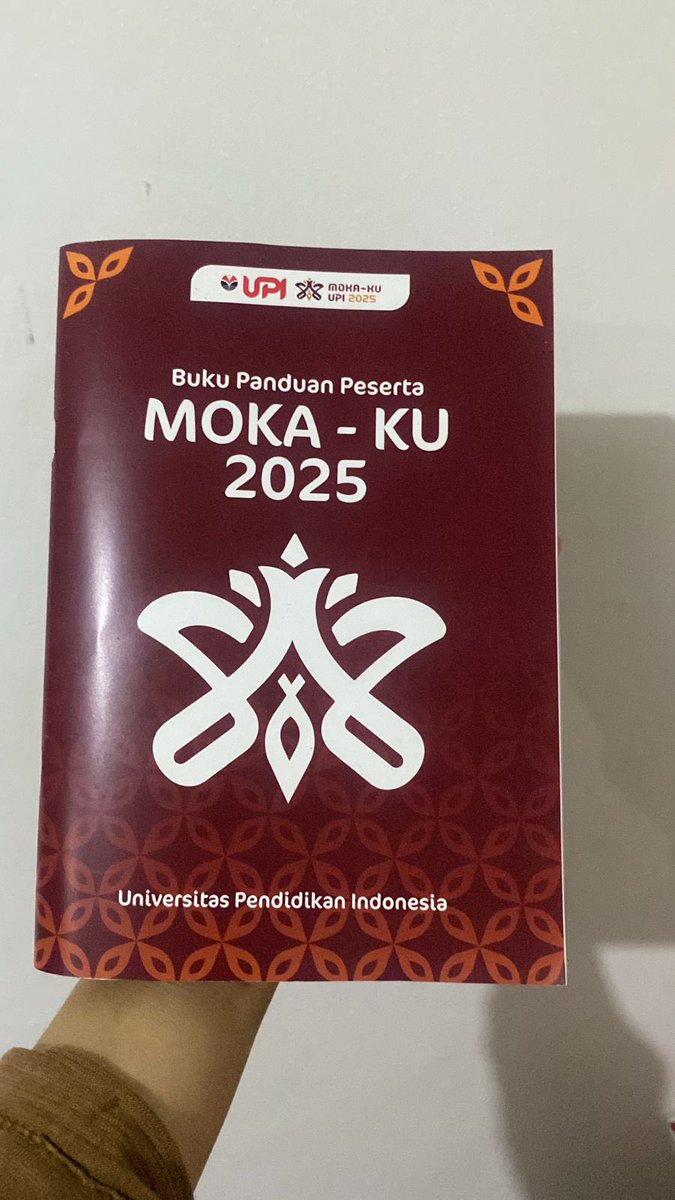 UPI MOKA-KU
UPI 2025
Buku Panduan Peserta
MOKA - KU
2025
Universitas Pendidikan Indonesia